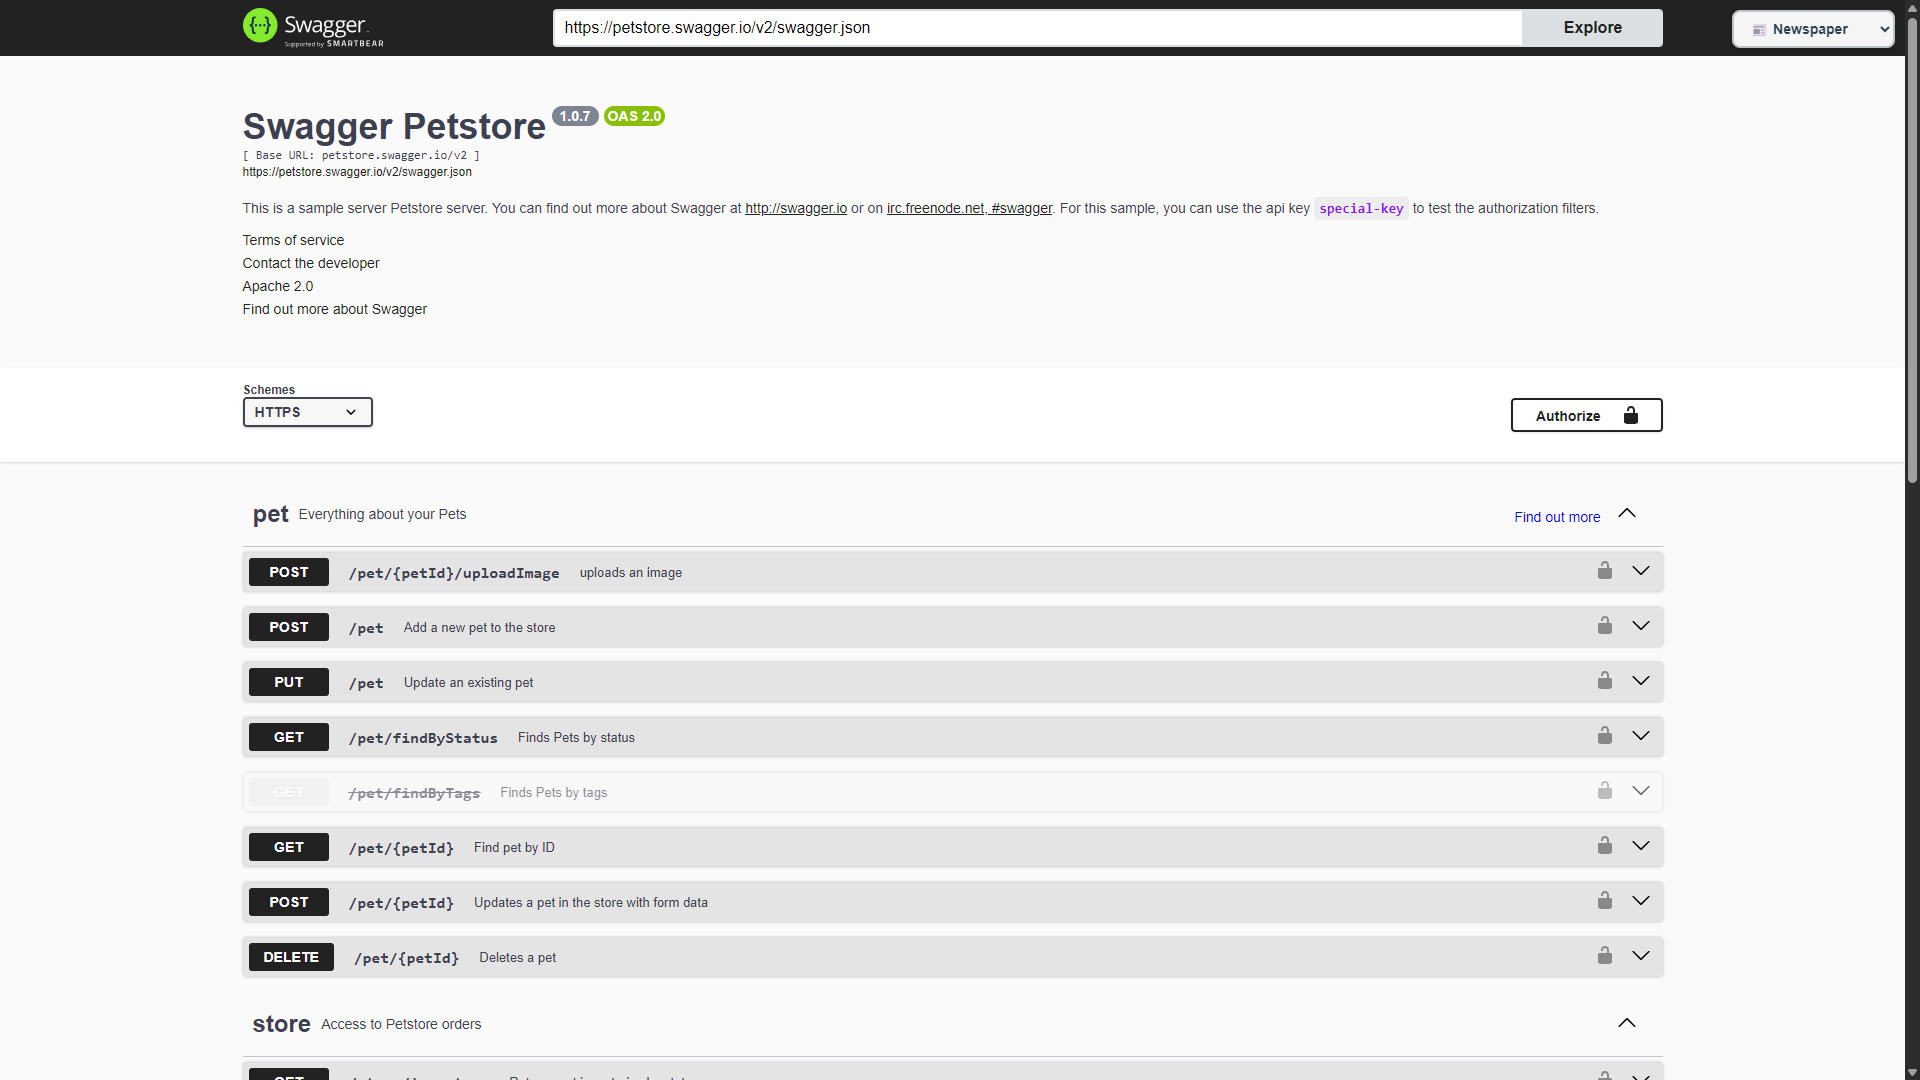 Swagger
Supported by SMARTBEAR
https://petstore.swagger.io/v2/swagger.json
Explore
Newspaper
Swagger Petstore 1.0.7 OAS 2.0
[ Base URL: petstore.swagger.io/v2 ]
https://petstore.swagger.io/v2/swagger.json
This is a sample server Petstore server. You can find out more about Swagger at http://swagger.io or on irc.freenode.net, #swagger. For this sample, you can use the api key special-key to test the authorization filters.
Terms of service
Contact the developer
Apache 2.0
Find out more about Swagger
Schemes
HTTPS
Authorize
pet Everything about your Pets Find out more
POST /pet/{petId}/uploadImage uploads an image
POST /pet Add a new pet to the store
PUT /pet Update an existing pet
GET /pet/findByStatus Finds Pets by status
GET /pet/findByTags Finds Pets by tags
GET /pet/{petId} Find pet by ID
POST /pet/{petId} Updates a pet in the store with form data
DELETE /pet/{petId} Deletes a pet
store Access to Petstore orders
GET